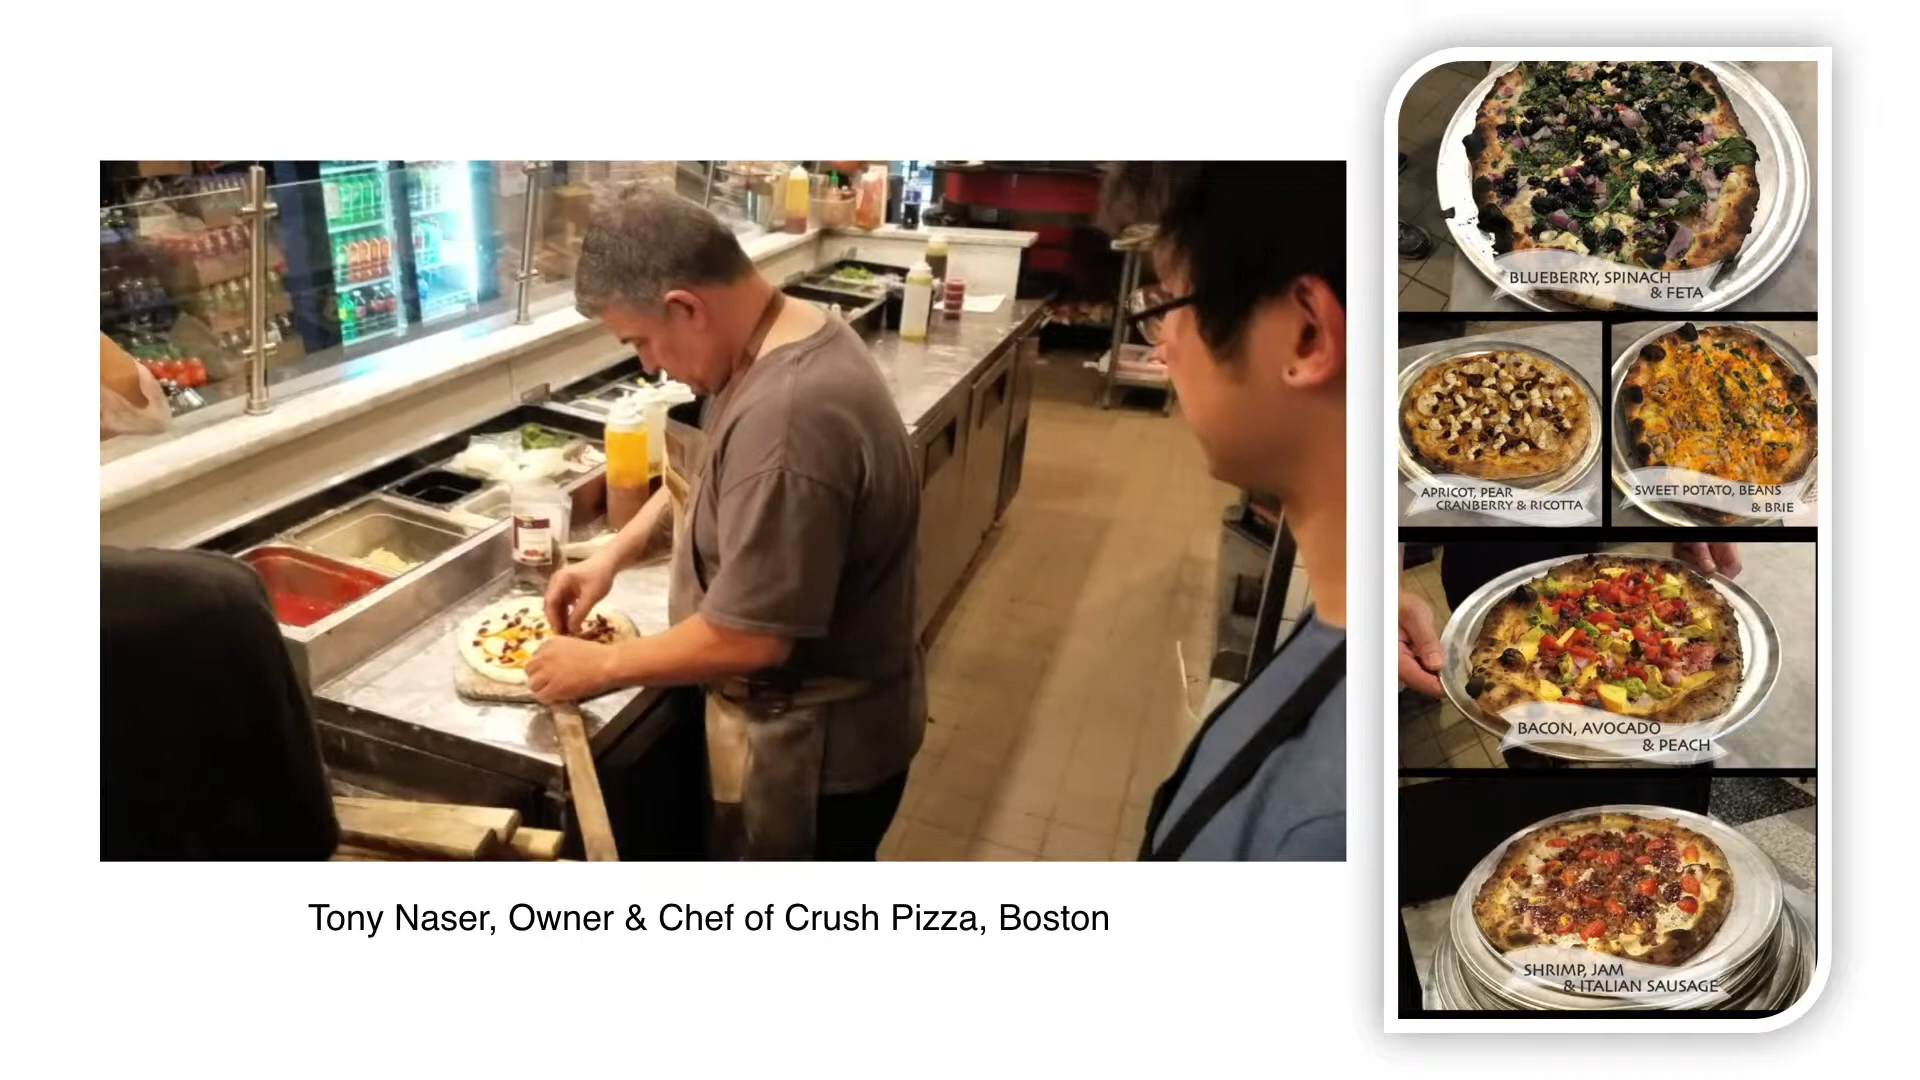 BLUEBERRY, SPINACH
& FETA
APRICOT, PEAR
CRANBERRY & RICOTTA
SWEET POTATO, BEANS
& BRIE
BACON, AVOCADO
& PEACH
SHRIMP, JAM
& ITALIAN SAUSAGE
Tony Naser, Owner & Chef of Crush Pizza, Boston